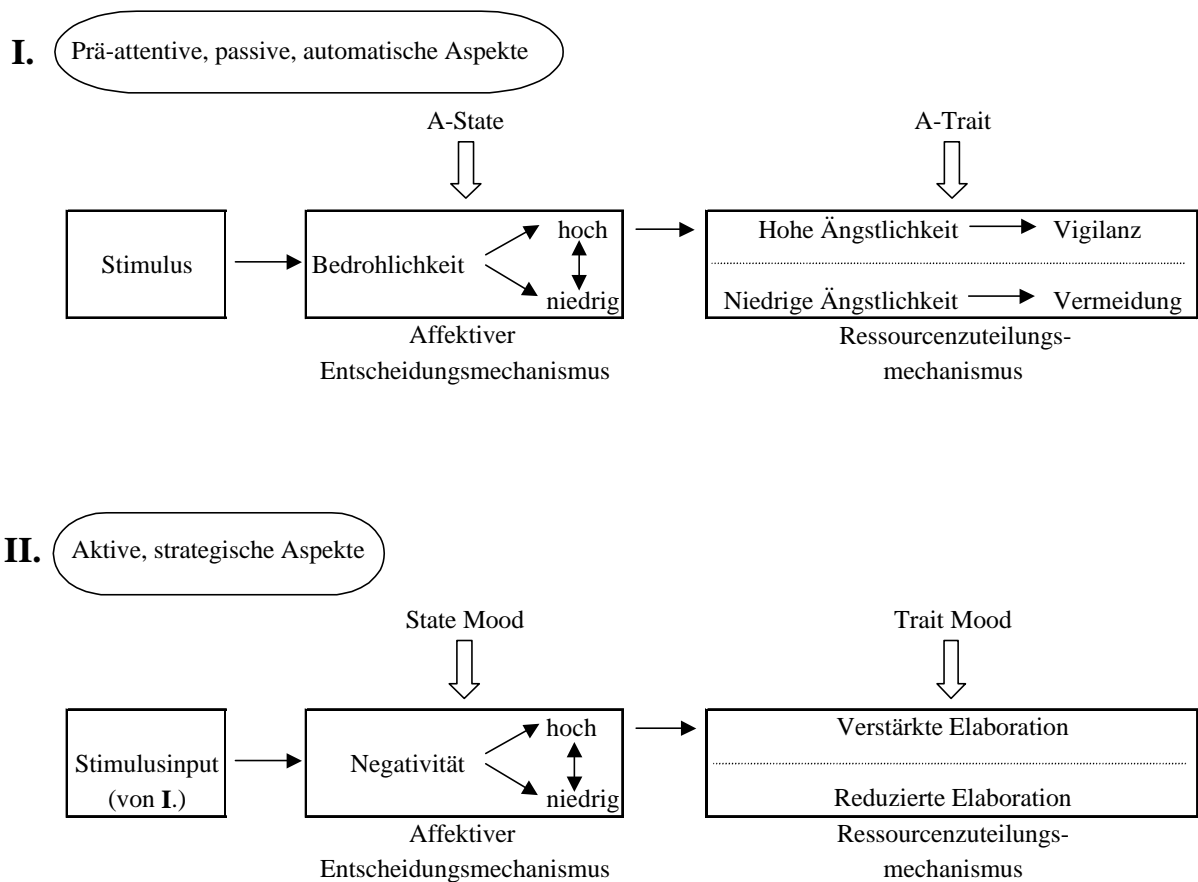 I. Prä-attentive, passive, automatische Aspekte
A-State
A-Trait
Stimulus
Bedrohlichkeit
hoch
niedrig
Hohe Ängstlichkeit Vigilanz
Niedrige Ängstlichkeit Vermeidung
Affektiver
Entscheidungsmechanismus
Ressourcenzuteilungs-
mechanismus
II. Aktive, strategische Aspekte
State Mood
Trait Mood
Stimulusinput
(von I.)
Negativität
hoch
niedrig
Verstärkte Elaboration
Reduzierte Elaboration
Affektiver
Entscheidungsmechanismus
Ressourcenzuteilungs-
mechanismus